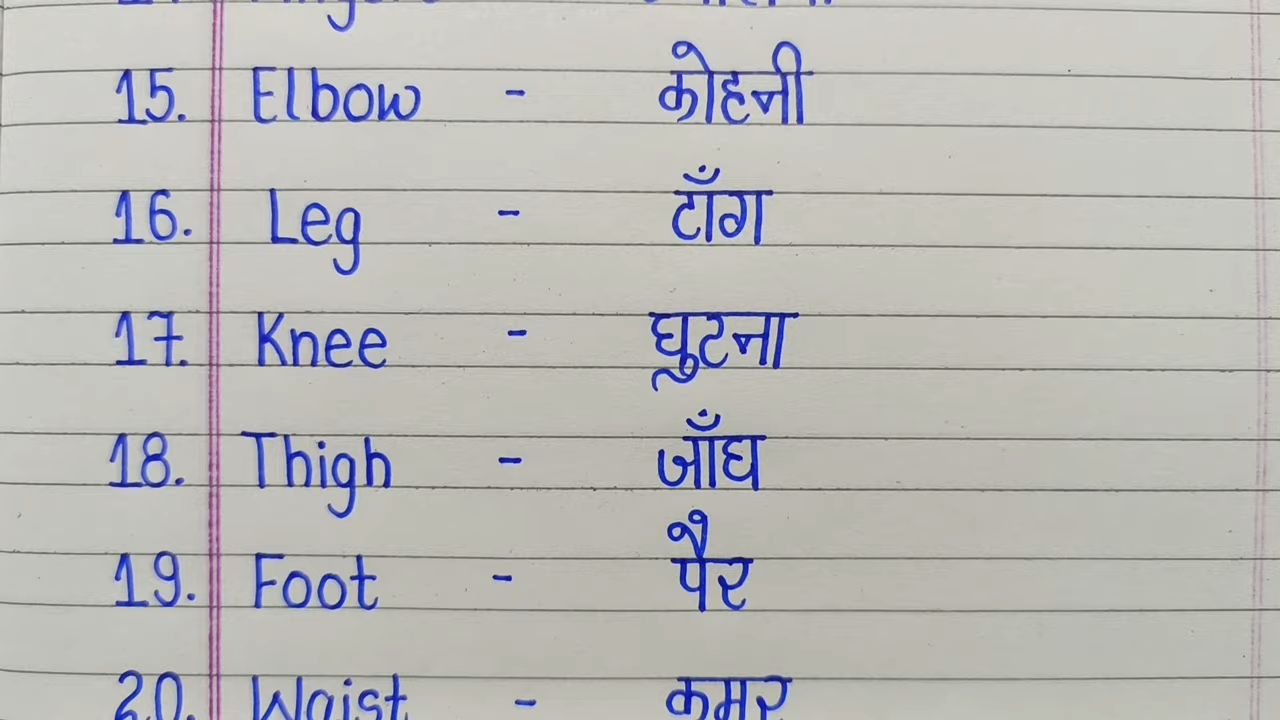 15. Elbow - कोहनी
16. Leg - टाँग
17. Knee - घुटना
18. Thigh - जाँघ
19. Foot - पैर
20. Waist - कमर